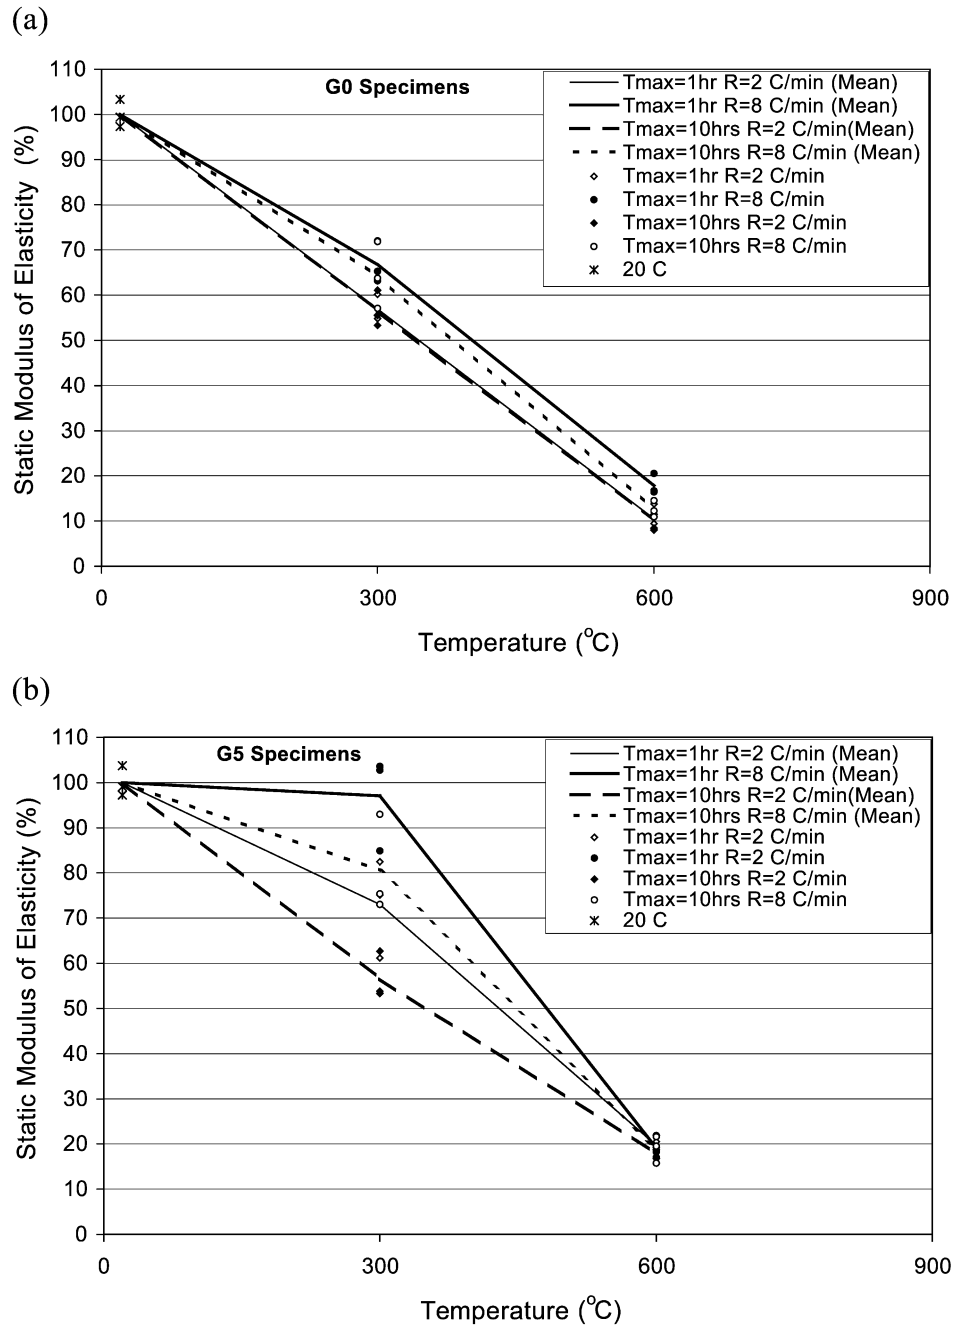 (a)
G0 Specimens
110
100
90
80
70
60
50
40
30
20
10
0
Static Modulus of Elasticity (%)
Tmax=1hr R=2 C/min (Mean)
Tmax=1hr R=8 C/min (Mean)
Tmax=10hrs R=2 C/min(Mean)
Tmax=10hrs R=8 C/min (Mean)
Tmax=1hr R=2 C/min
Tmax=1hr R=8 C/min
Tmax=10hrs R=2 C/min
Tmax=10hrs R=8 C/min
20 C
0 300 600 900
Temperature (°C)
(b)
G5 Specimens
110
100
90
80
70
60
50
40
30
20
10
0
Static Modulus of Elasticity (%)
Tmax=1hr R=2 C/min (Mean)
Tmax=1hr R=8 C/min (Mean)
Tmax=10hrs R=2 C/min(Mean)
Tmax=10hrs R=8 C/min (Mean)
Tmax=1hr R=2 C/min
Tmax=1hr R=2 C/min
Tmax=10hrs R=2 C/min
Tmax=10hrs R=8 C/min
20 C
0 300 600 900
Temperature (°C)